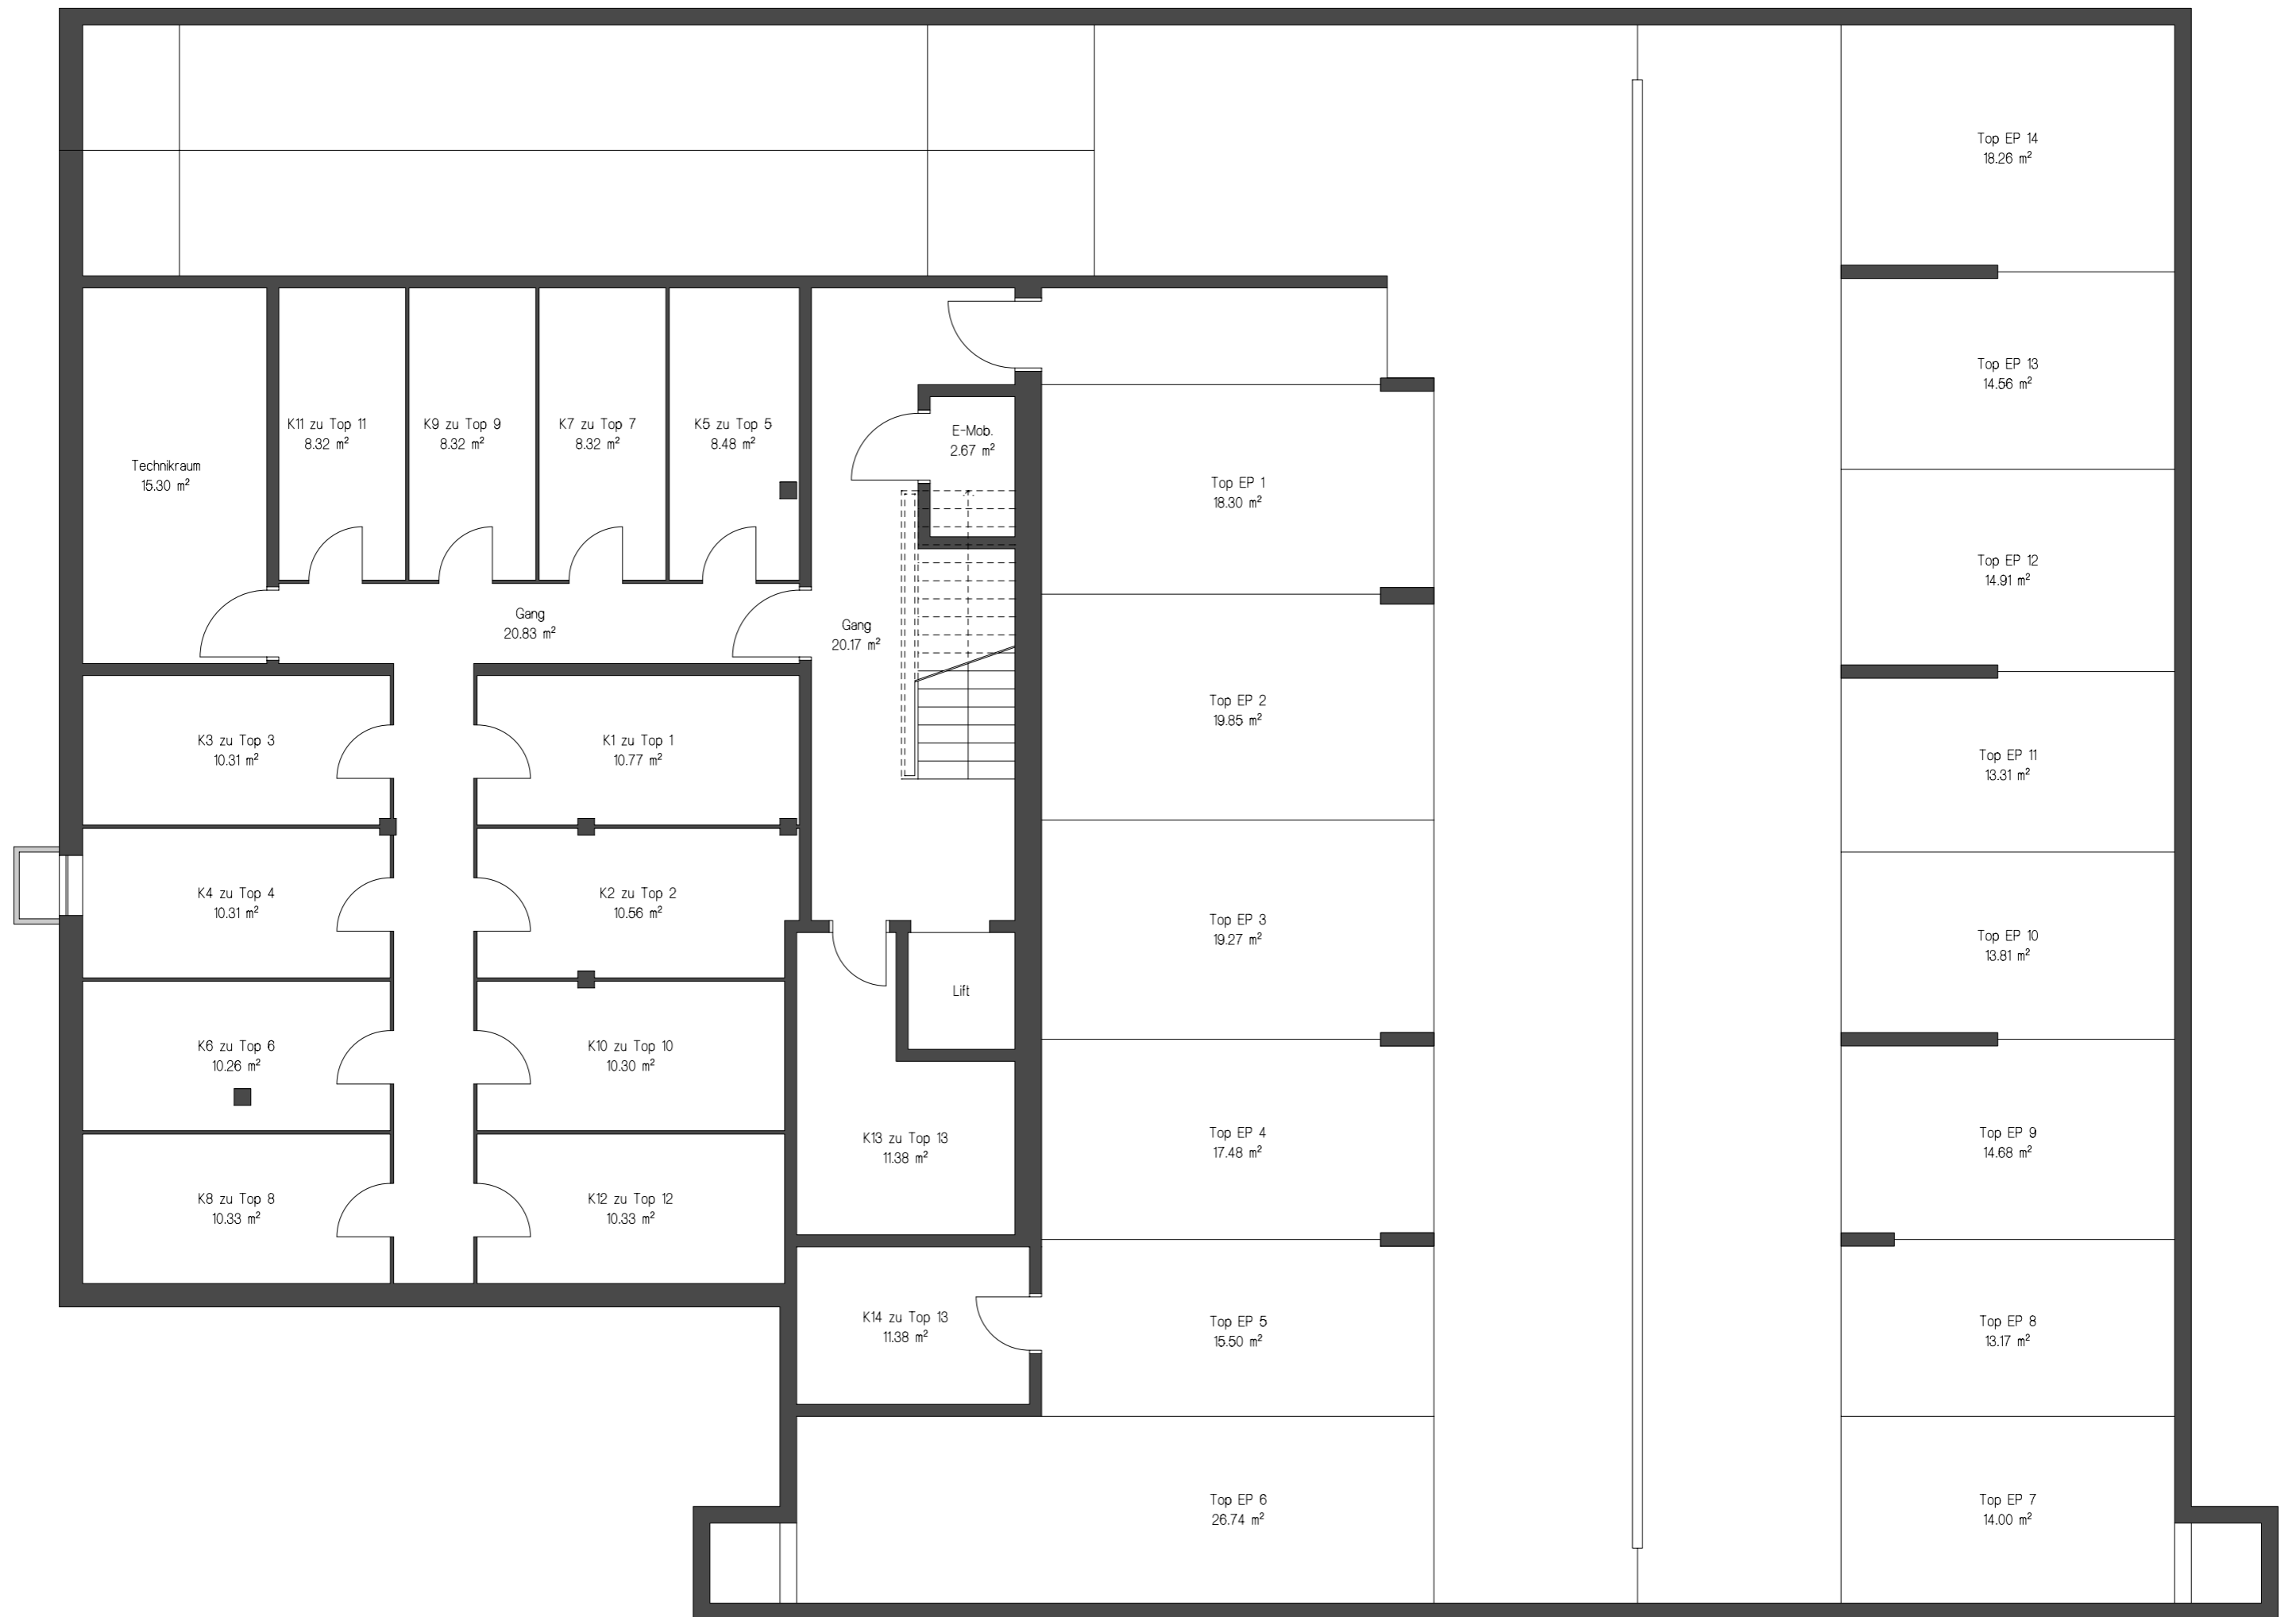 Top EP 14
18.26 m²
Top EP 13
14.56 m²
K11 zu Top 11
8.32 m²
K9 zu Top 9
8.32 m²
K7 zu Top 7
8.32 m²
K5 zu Top 5
8.48 m²
E-Mob.
2.67 m²
Technikraum
15.30 m²
Top EP 1
18.30 m²
Top EP 12
14.91 m²
Gang
20.83 m²
Gang
20.17 m²
Top EP 2
19.85 m²
K3 zu Top 3
10.31 m²
K1 zu Top 1
10.77 m²
Top EP 11
13.31 m²
K4 zu Top 4
10.31 m²
K2 zu Top 2
10.56 m²
Top EP 3
19.27 m²
Top EP 10
13.81 m²
Lift
K6 zu Top 6
10.26 m²
K10 zu Top 10
10.30 m²
K13 zu Top 13
11.38 m²
Top EP 4
17.48 m²
Top EP 9
14.68 m²
K8 zu Top 8
10.33 m²
K12 zu Top 12
10.33 m²
K14 zu Top 13
11.38 m²
Top EP 5
15.50 m²
Top EP 8
13.17 m²
Top EP 6
26.74 m²
Top EP 7
14.00 m²